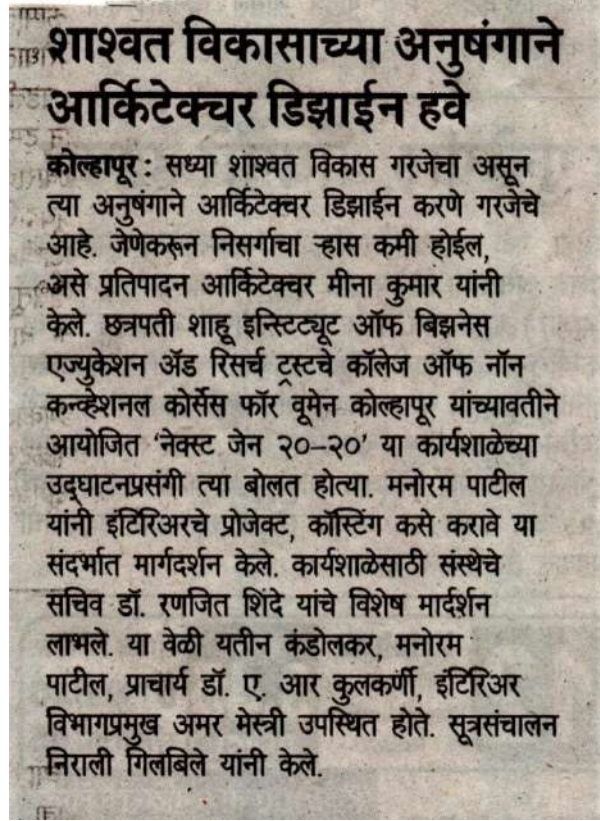 शाश्वत विकासाच्या अनुषंगाने
आर्किटेक्चर डिझाईन हवे
कोल्हापूर : सध्या शाश्वत विकास गरजेचा असून
त्या अनुषंगाने आर्किटेक्चर डिझाईन करणे गरजेचे
आहे. जेणेकरून निसर्गाचा ऱ्हास कमी होईल,
असे प्रतिपादन आर्किटेक्चर मीना कुमार यांनी
केले. छत्रपती शाहू इन्स्टिट्यूट ऑफ बिझनेस
एज्युकेशन अँड रिसर्च ट्रस्टचे कॉलेज ऑफ नॉन
कन्व्हेशनल कोर्सेस फॉर वूमेन कोल्हापूर यांच्यावतीने
आयोजित ‘नेक्स्ट जेन २०–२०’ या कार्यशाळेच्या
उद्‌घाटनप्रसंगी त्या बोलत होत्या. मनोरम पाटील
यांनी इंटिरिअरचे प्रोजेक्ट, कॉस्टिंग कसे करावे या
संदर्भात मार्गदर्शन केले. कार्यशाळेसाठी संस्थेचे
सचिव डॉ. रणजित शिंदे यांचे विशेष मार्दर्शन
लाभले. या वेळी यतीन कंडोलकर, मनोरम
पाटील, प्राचार्य डॉ. ए. आर कुलकर्णी, इंटिरिअर
विभागप्रमुख अमर मेस्त्री उपस्थित होते. सूत्रसंचालन
निराली गिलबिले यांनी केले.